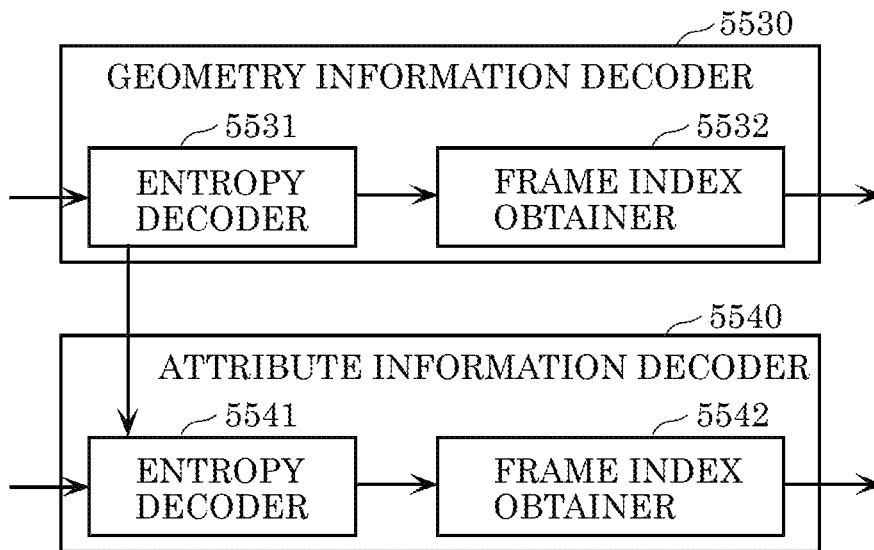 5530
GEOMETRY INFORMATION DECODER
5531
5532
ENTROPY
DECODER
FRAME INDEX
OBTAINER
5540
ATTRIBUTE INFORMATION DECODER
5541
5542
ENTROPY
DECODER
FRAME INDEX
OBTAINER